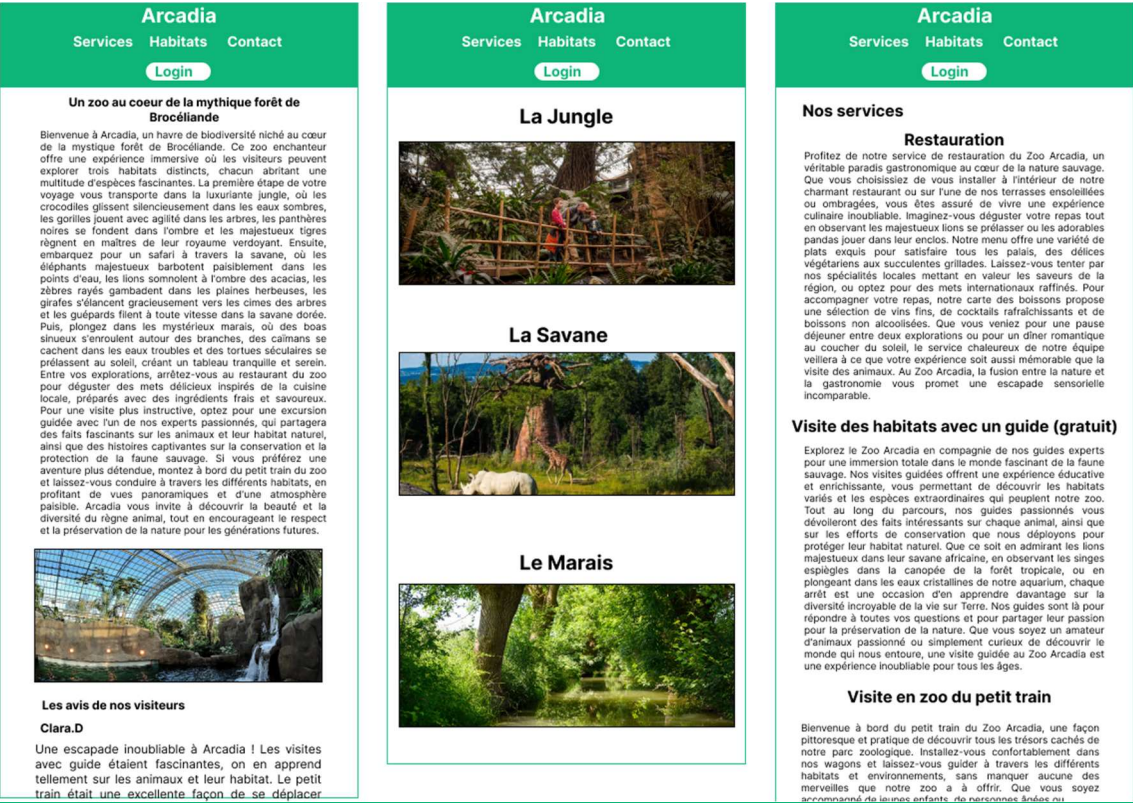 Arcadia
Services Habitats Contact
Login
Un zoo au coeur de la mythique forêt de
Brocéliande
Bienvenue à Arcadia, un havre de biodiversité niché au cœur
de la mystique forêt de Brocéliande. Ce zoo enchanteur
offre une expérience immersive où les visiteurs peuvent
explorer trois habitats distincts, chacun abritant une
multitude d'espèces fascinantes. La première étape de votre
voyage vous transporte dans la luxuriante jungle, où les
crocodiles glissent silencieusement dans les eaux sombres,
les gorilles jouent avec agilité dans les arbres, les panthères
noires se fondent dans l'ombre et les majestueux tigres
règnent en maîtres de leur royaume verdoyant. Ensuite,
embarquez pour un safari à travers la savane, où les
éléphants majestueux barbotent paisiblement dans les
points d'eau, les lions somnolent à l'ombre des acacias, les
zèbres rayés gambadent dans les plaines herbeuses, les
girafes s'élancent gracieusement vers les cimes des arbres
et les guépards filent à toute vitesse dans la savane dorée.
Puis, plongez dans les mystérieux marais, où des boas
sinueux s'enroulent autour des branches, des caïmans se
cachent dans les eaux troubles et des tortues séculaires se
prélassent au soleil, créant un tableau tranquille et serein.
Entre vos explorations, arrêtez-vous au restaurant du zoo
pour déguster des mets délicieux inspirés de la cuisine
locale, préparés avec des ingrédients frais et savoureux.
Pour une visite plus instructive, optez pour une excursion
guidée avec l'un de nos experts passionnés, qui partagera
des faits fascinants sur les animaux et leur habitat naturel,
ainsi que des histoires captivantes sur la conservation et la
protection de la faune sauvage. Si vous préférez une
aventure plus détendue, montez à bord du petit train du zoo
et laissez-vous conduire à travers les différents habitats, en
profitant de vues panoramiques et d'une atmosphère
paisible. Arcadia vous invite à découvrir la beauté et la
diversité du règne animal, tout en encourageant le respect
et la préservation de la nature pour les générations futures.
Les avis de nos visiteurs
Clara.D
Une escapade inoubliable à Arcadia ! Les visites
avec guide étaient fascinantes, on en apprend
tellement sur les animaux et leur habitat. Le petit
train était une excellente façon de se déplacer
Arcadia
Services Habitats Contact
Login
La Jungle
La Savane
Le Marais
Arcadia
Services Habitats Contact
Login
Nos services
Restauration
Profitez de notre service de restauration du Zoo Arcadia, un
véritable paradis gastronomique au cœur de la nature sauvage.
Que vous choisissiez de vous installer à l'intérieur de notre
charmant restaurant ou sur l'une de nos terrasses ensoleillées
ou ombragées, vous êtes assuré de vivre une expérience
culinaire inoubliable. Imaginez-vous déguster votre repas tout
en observant les majestueux lions se prélasser ou les adorables
pandas jouer dans leur enclos. Notre menu offre une variété de
plats exquis pour satisfaire tous les palais, des délices
végétariens aux succulentes grillades. Laissez-vous tenter par
nos spécialités locales mettant en valeur les saveurs de la
région, ou optez pour des mets internationaux raffinés. Pour
accompagner votre repas, notre carte des boissons propose
une sélection de vins fins, de cocktails rafraîchissants et de
boissons non alcoolisées. Que vous veniez pour une pause
déjeuner entre deux explorations ou pour un dîner romantique
au coucher du soleil, le service chaleureux de notre équipe
veillera à ce que votre expérience soit aussi mémorable que la
visite des animaux. Au Zoo Arcadia, la fusion entre la nature et
la gastronomie vous promet une escapade sensorielle
incomparable.
Visite des habitats avec un guide (gratuit)
Explorez le Zoo Arcadia en compagnie de nos guides experts
pour une immersion totale dans le monde fascinant de la faune
sauvage. Nos visites guidées offrent une expérience éducative
et enrichissante, vous permettant de découvrir les habitats
variés et les espèces extraordinaires qui peuplent notre zoo.
Tout au long du parcours, nos guides passionnés vous
dévoileront des faits intéressants sur chaque animal, ainsi que
sur les efforts de conservation que nous déployons pour
protéger leur habitat naturel. Que ce soit en admirant les lions
majestueux dans leur savane africaine, en observant les singes
espiègles dans la canopée de la forêt tropicale, ou en
plongeant dans les eaux cristallines de notre aquarium, chaque
arrêt est une occasion d'en apprendre davantage sur la
diversité incroyable de la vie sur Terre. Nos guides sont là pour
répondre à toutes vos questions et pour partager leur passion
pour la préservation de la nature. Que vous soyez un amateur
d'animaux passionné ou simplement curieux de découvrir le
monde qui nous entoure, une visite guidée au Zoo Arcadia est
une expérience inoubliable pour tous les âges.
Visite en zoo du petit train
Bienvenue à bord du petit train du Zoo Arcadia, une façon
pittoresque et pratique de découvrir tous les trésors cachés de
notre parc zoologique. Installez-vous confortablement dans
nos wagons et laissez-vous guider à travers les différents
habitats et environnements, sans manquer aucune des
merveilles que notre zoo a à offrir. Que vous soyez
accompagné de jeunes enfants, de personnes âgées ou